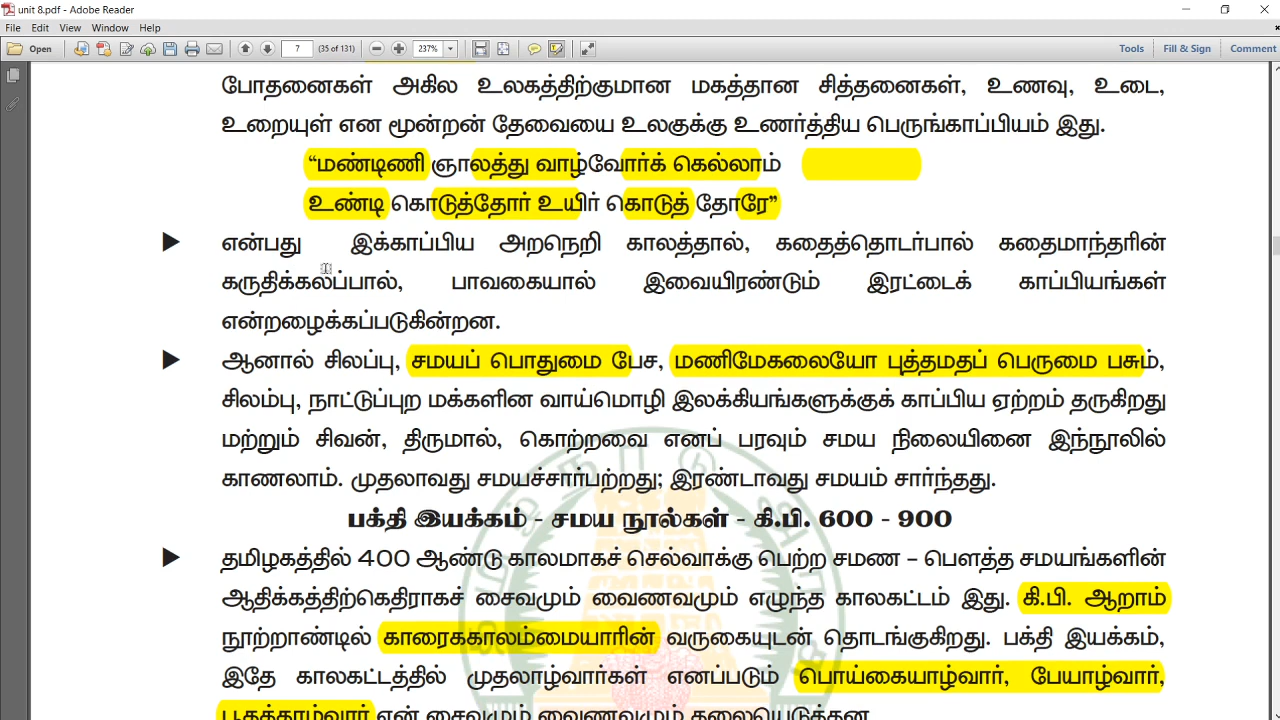 unit 8.pdf - Adobe Reader
File Edit View Window Help
Open 7 (35 of 131) 237% Tools Fill & Sign Comment
போதனைகள் அகில உலகத்திற்குமான மகத்தான சித்தனைகள், உணவு, உடை,
உறையுள் என மூன்றன் தேவையை உலகுக்கு உணர்த்திய பெருங்காப்பியம் இது.
“மண்டிணி ஞாலத்து வாழ்வோர்க் கெல்லாம்
உண்டி கொடுத்தோர் உயிர் கொடுத் தோரே”
என்பது இக்காப்பிய அறநெறி காலத்தால், கதைத்தொடர்பால் கதைமாந்தரின்
கருதிக்கலப்பால், பாவகையால் இவையிரண்டும் இரட்டைக் காப்பியங்கள்
என்றழைக்கப்படுகின்றன.
ஆனால் சிலப்பு, சமயப் பொதுமை பேச, மணிமேகலையோ புத்தமதப் பெருமை பசும்,
சிலம்பு, நாட்டுப்புற மக்களின வாய்மொழி இலக்கியங்களுக்குக் காப்பிய ஏற்றம் தருகிறது
மற்றும் சிவன், திருமால், கொற்றவை எனப் பரவும் சமய நிலையினை இந்நூலில்
காணலாம். முதலாவது சமயச்சார்பற்றது; இரண்டாவது சமயம் சார்ந்தது.
பக்தி இயக்கம் - சமய நூல்கள் - கி.பி. 600 - 900
தமிழகத்தில் 400 ஆண்டு காலமாகச் செல்வாக்கு பெற்ற சமண – பௌத்த சமயங்களின்
ஆதிக்கத்திற்கெதிராகச் சைவமும் வைணவமும் எழுந்த காலகட்டம் இது. கி.பி. ஆறாம்
நூற்றாண்டில் காரைககாலம்மையாரின் வருகையுடன் தொடங்குகிறது. பக்தி இயக்கம்,
இதே காலகட்டத்தில் முதலாழ்வார்கள் எனப்படும் பொய்கையாழ்வார், பேயாழ்வார்,